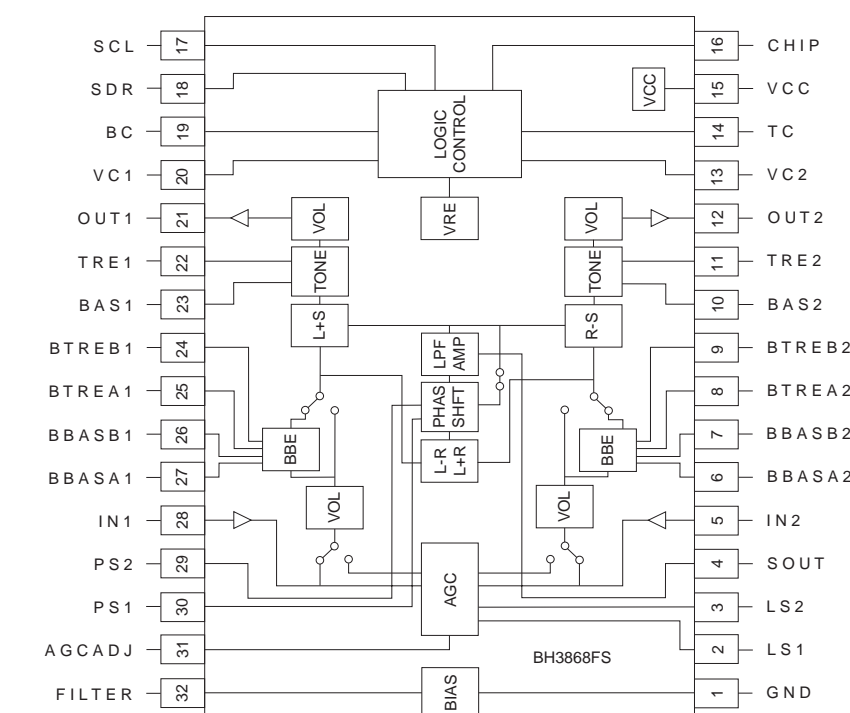 SCL 17 16 CHIP
SDR 18 VCC 15 VCC
BC 19 LOGIC CONTROL 14 TC
VC1 20 13 VC2
OUT1 21 VOL VRE VOL 12 OUT2
TRE1 22 TONE TONE 11 TRE2
BAS1 23 10 BAS2
L+S R-S
BTREB1 24 LPF AMP 9 BTREB2
BTREA1 25 PHAS SHFT 8 BTREA2
BBASB1 26 BBE BBE 7 BBASB2
L-R L+R
BBASA1 27 6 BBASA2
IN1 28 VOL VOL 5 IN2
PS2 29 4 SOUT
PS1 30 AGC 3 LS2
AGCADJ 31 BH3868FS 2 LS1
FILTER 32 BIAS 1 GND